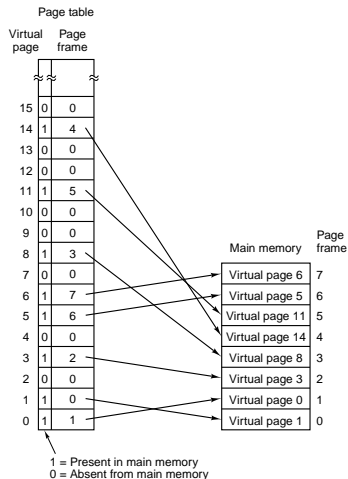 Page table
Virtual page Page frame
15 0 0
14 1 4
13 0 0
12 0 0
11 1 5
10 0 0
9 0 0
8 1 3
7 0 0
6 1 7
5 1 6
4 0 0
3 1 2
2 0 0
1 1 0
0 1 1
1 = Present in main memory
0 = Absent from main memory
Main memory
Page frame
Virtual page 6 7
Virtual page 5 6
Virtual page 11 5
Virtual page 14 4
Virtual page 8 3
Virtual page 3 2
Virtual page 0 1
Virtual page 1 0